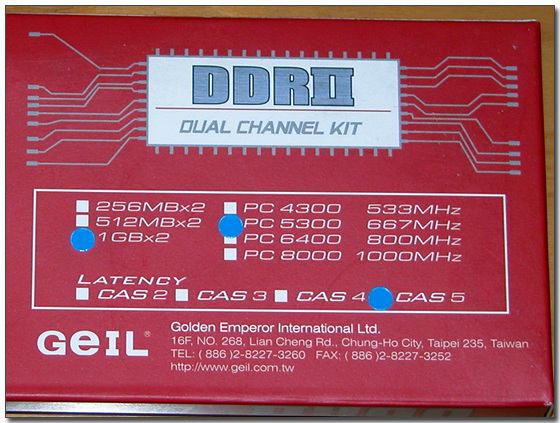 DDRII
DUAL CHANNEL KIT
256MBx2 PC 4300 533MHz
512MBx2 PC 5300 667MHz
1GBx2 PC 6400 800MHz
PC 8000 1000MHz
LATENCY
CAS 2 CAS 3 CAS 4 CAS 5
GEIL®
Golden Emperor International Ltd.
16F, NO. 268, Lian Cheng Rd., Chung-Ho City, Taipei 235, Taiwan
TEL: ( 886 )2-8227-3260 FAX: ( 886 )2-8227-3252
http://www.geil.com.tw